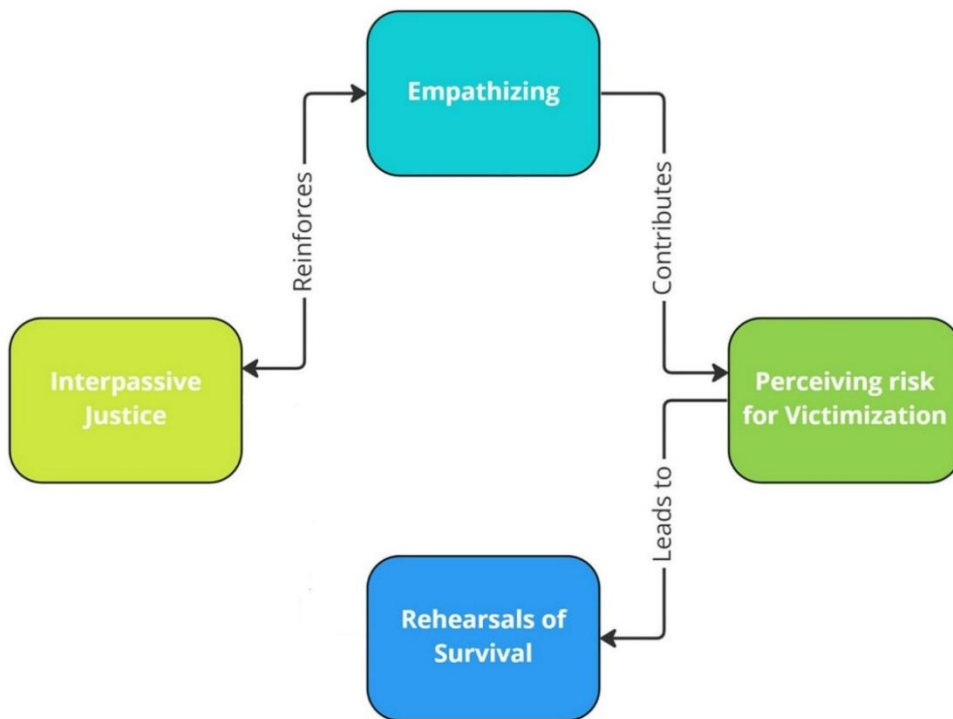 Empathizing
Reinforces
Contributes
Interpassive
Justice
Perceiving risk
for Victimization
Leads to
Rehearsals of
Survival